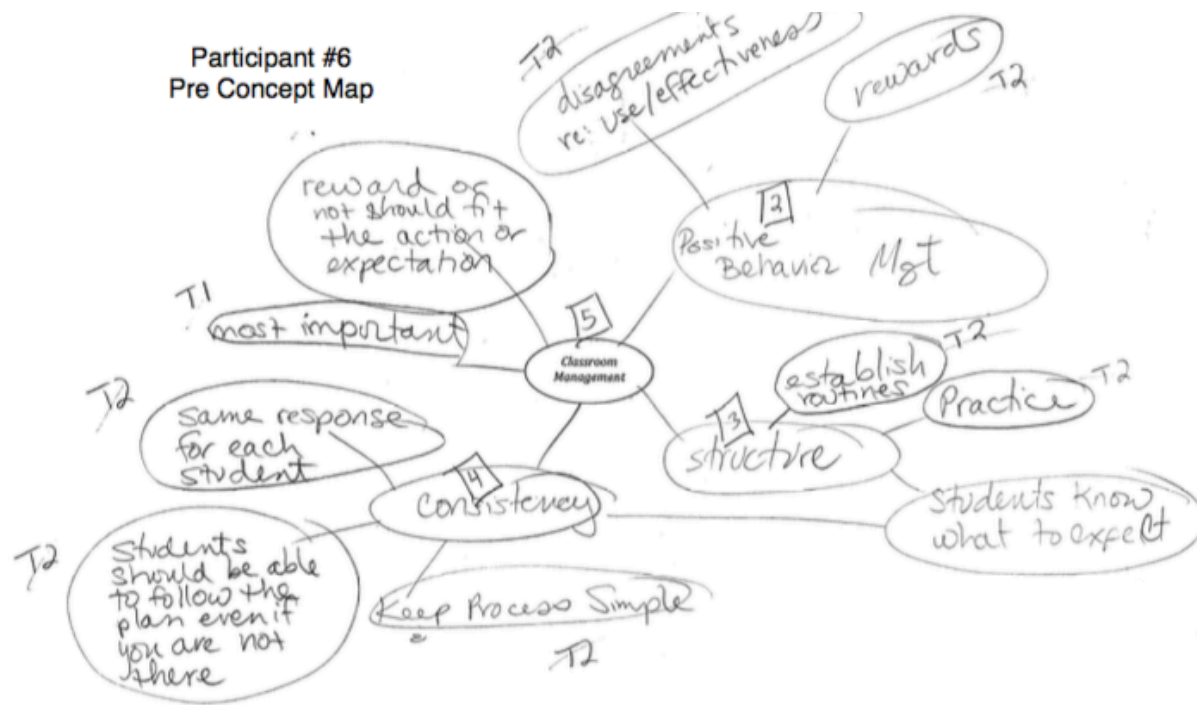 Participant #6
Pre Concept Map
T2
disagreements
re: use/effectiveness
rewards
T2
reward or
not should fit
the action or
expectation
2
Positive
Behavior Mgt
T1
most important
5
Classroom
Management
establish
routines
T2
Practice
T2
3
structure
T2
same response
for each
student
4
Consistency
Students know
what to expect
T2
Students
should be able
to follow the
plan even if
you are not
there
Keep Process Simple
T2